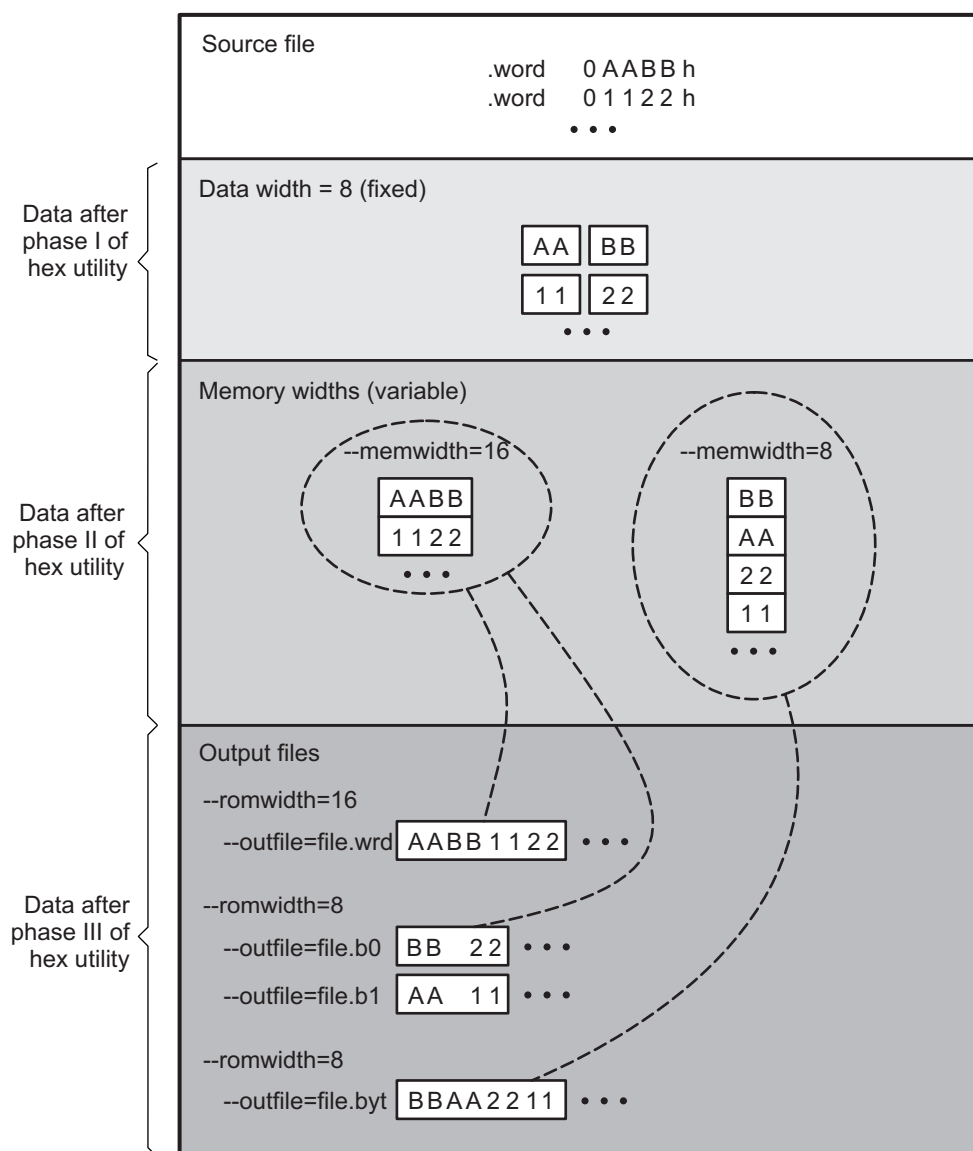 Source file
.word 0AABBh
.word 01122h
• • •
Data after
phase I of
hex utility
Data width = 8 (fixed)
AA BB
11 22
• • •
Data after
phase II of
hex utility
Memory widths (variable)
--memwidth=16
AABB
1122
• • •
--memwidth=8
BB
AA
22
11
• • •
Data after
phase III of
hex utility
Output files
--romwidth=16
--outfile=file.wrd AABB1122 • • •
--romwidth=8
--outfile=file.b0 BB 22 • • •
--outfile=file.b1 AA 11 • • •
--romwidth=8
--outfile=file.byt BBAA2211 • • •